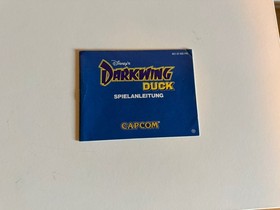 Disney's
DARKWING
DUCK
SPIELANLEITUNG
CAPCOM